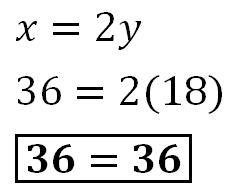 x = 2y
36 = 2(18)
36 = 36